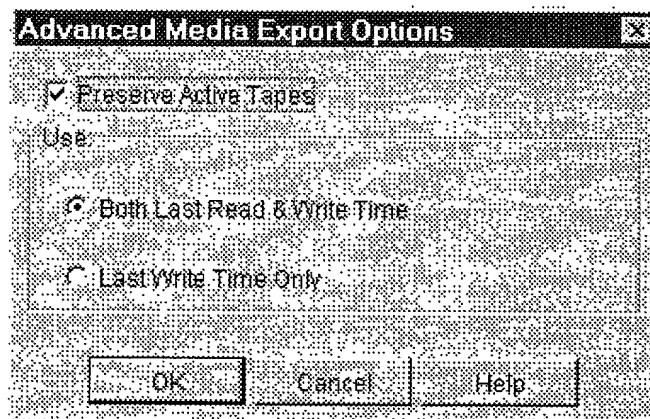 Advanced Media Export Options
Preserve Active Tapes
Use:
Both Last Read & Write Time
Last Write Time Only
OK Cancel Help